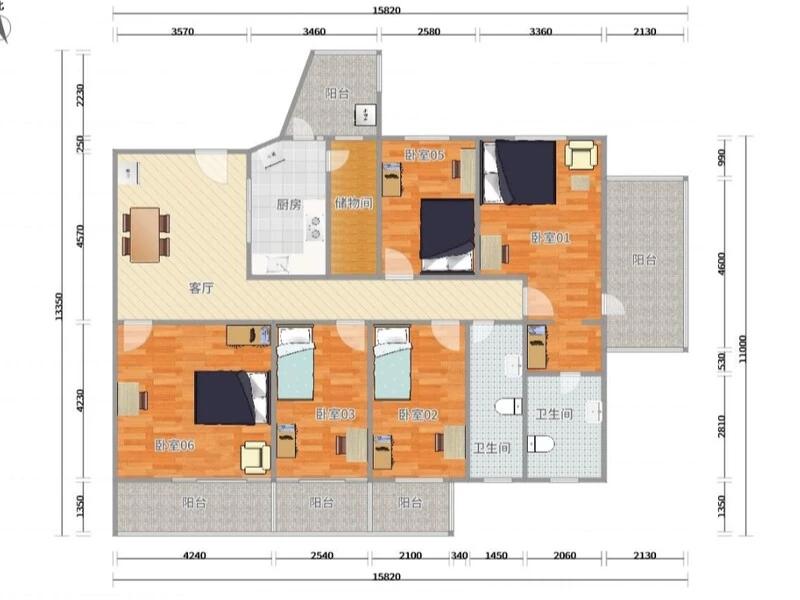 北
15820
3570 3460 2580 3360 2130
2230
250
4570
13350
4230
1350
990
4600
11000
530
2810
1350
阳台
卧室05
厨房
储物间
卧室01
阳台
客厅
卧室03
卧室02
卧室06
卫生间
卫生间
阳台
阳台
阳台
4240 2540 2100 340 1450 2060 2130
15820